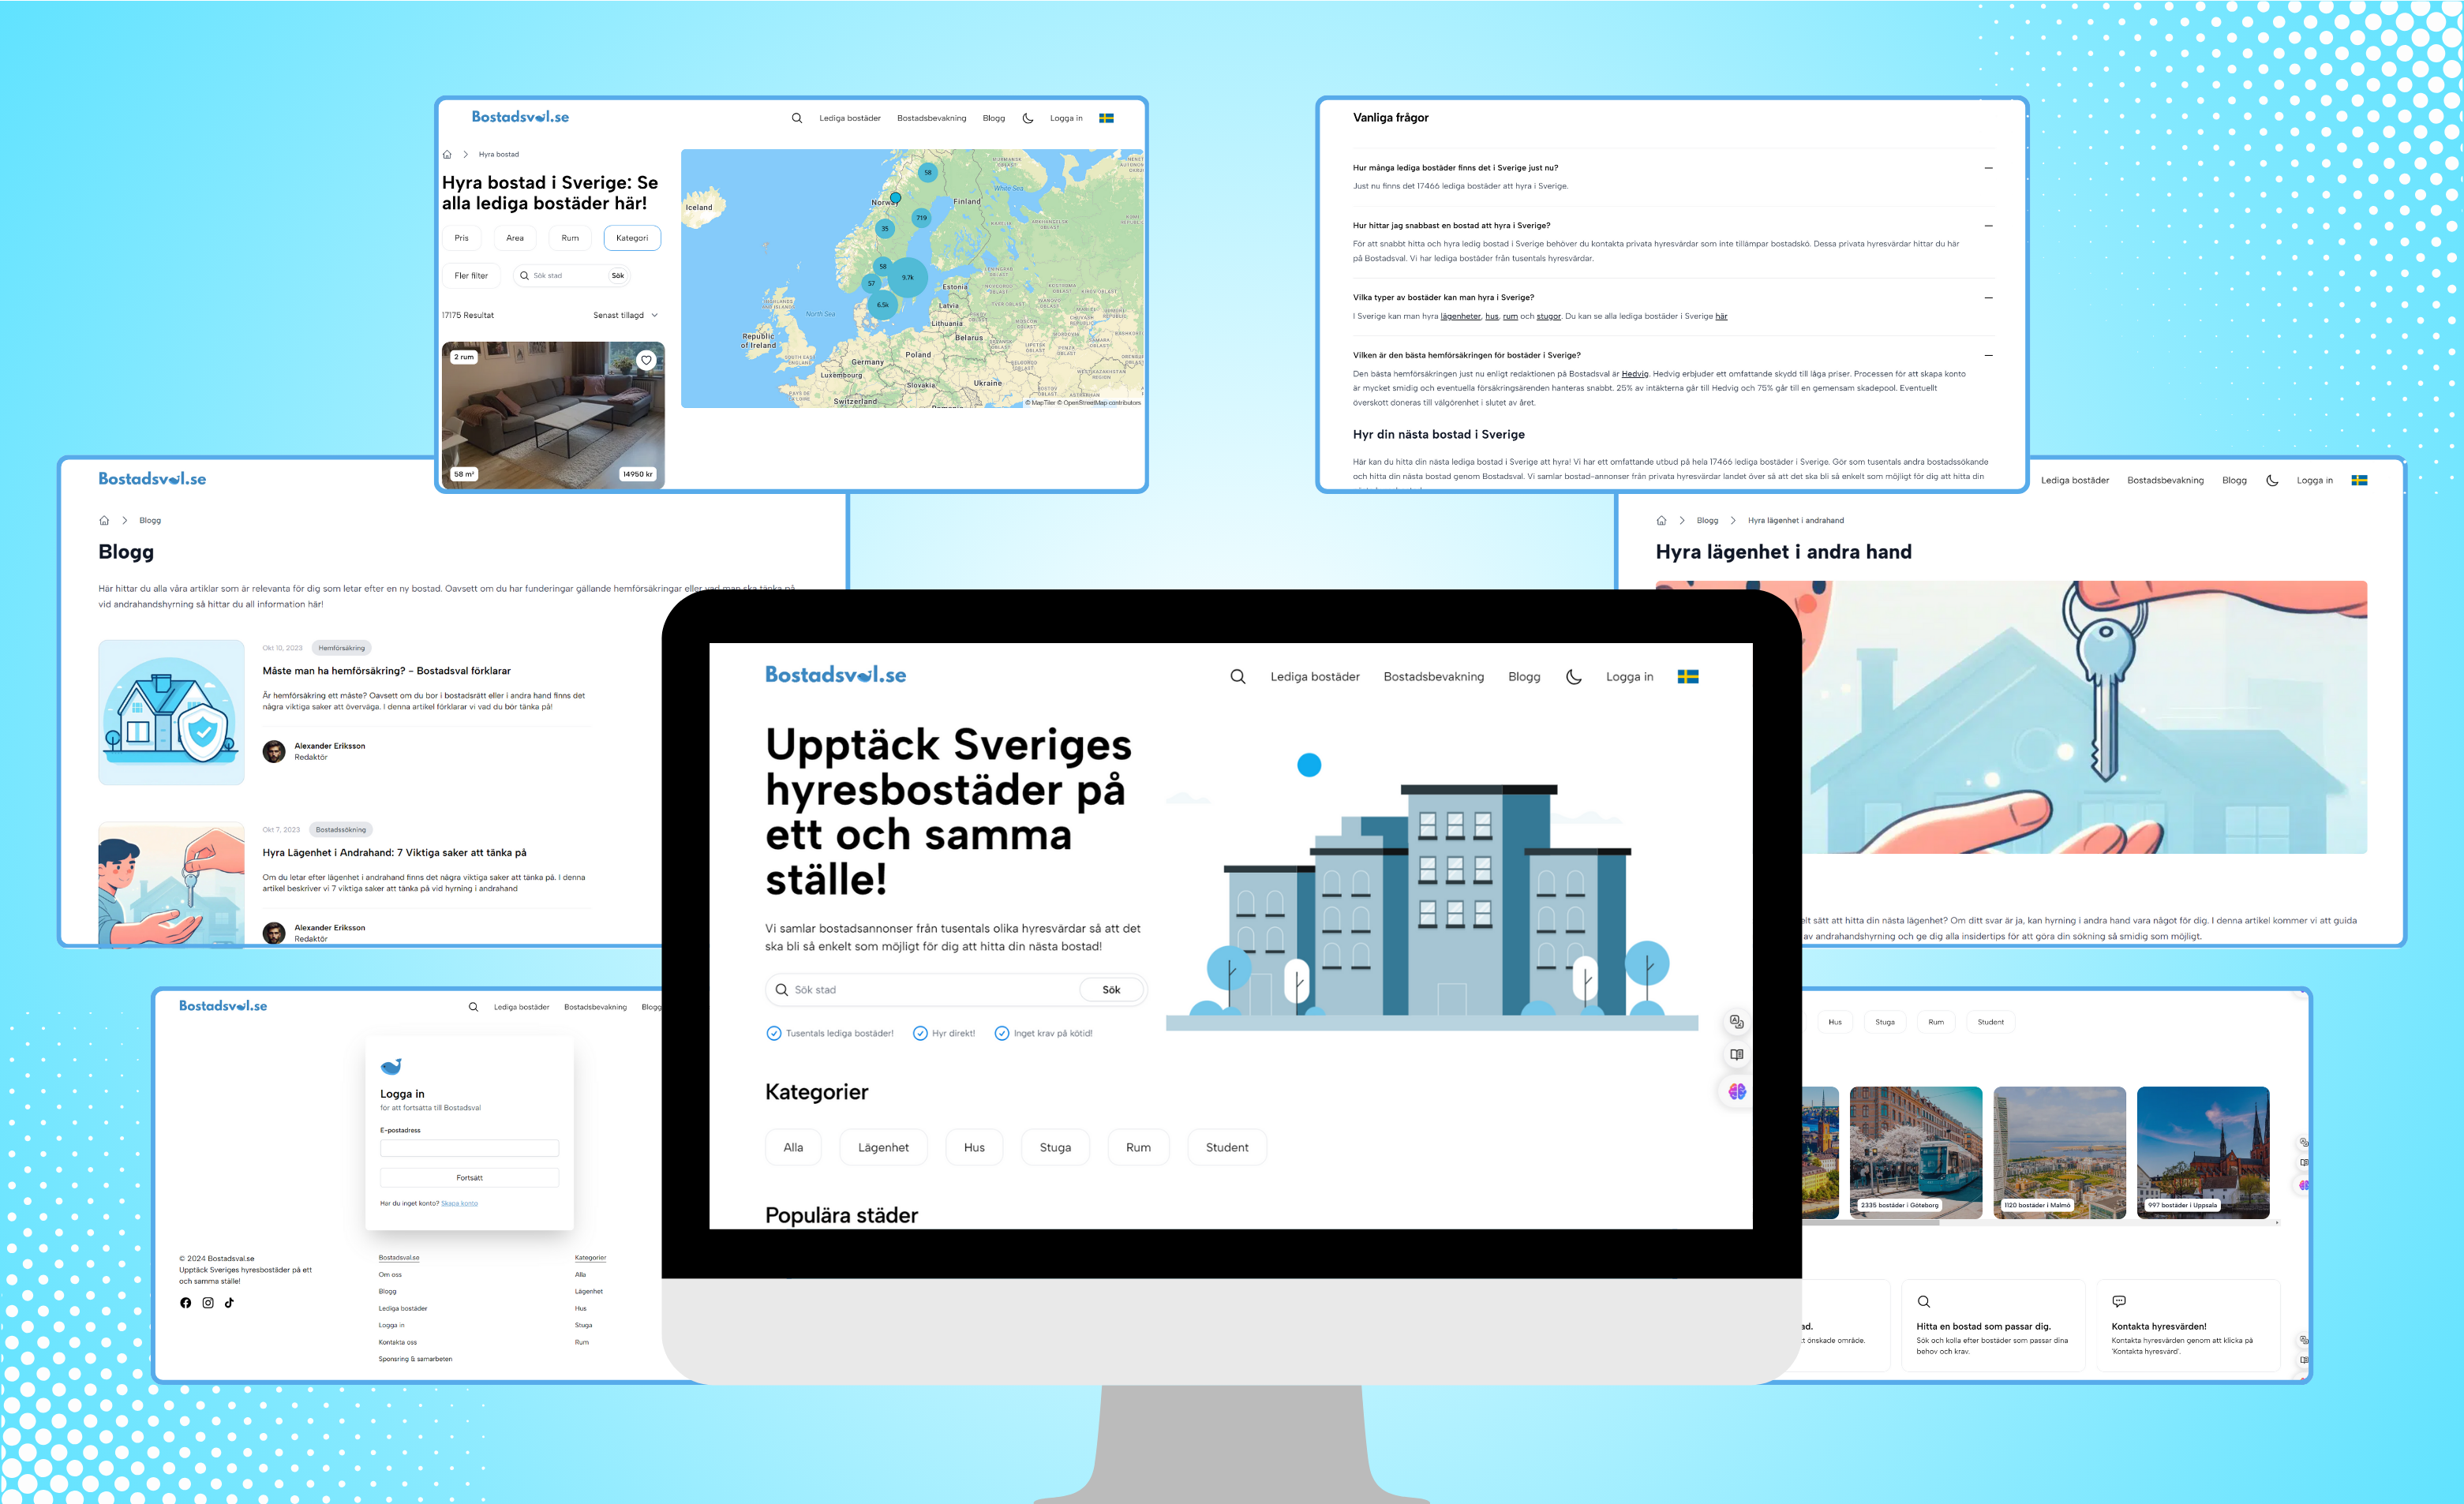 Bostadsval.se
Lediga bostäder
Bostadsbevakning
Blogg
Logga in
Hyra bostad
Hyra bostad i Sverige: Se
alla lediga bostäder här!
Pris
Area
Rum
Kategori
Fler filter
Sök stad
Sök
17175 Resultat
Senast tillagd
2 rum
58 m²
14950 kr
Iceland
Norway
Finland
White Sea
Estonia
Latvia
Lithuania
North Sea
Republic
of Ireland
Belarus
Poland
Germany
Luxembourg
Slovakia
Ukraine
Switzerland
58
719
35
58
9.7k
57
6.5k
© MapTiler © OpenStreetMap contributors
Vanliga frågor
Hur många lediga bostäder finns det i Sverige just nu?
Just nu finns det 17466 lediga bostäder att hyra i Sverige.
Hur hittar jag snabbast en bostad att hyra i Sverige?
För att snabbt hitta och hyra ledig bostad i Sverige behöver du kontakta privata hyresvärdar som inte tillämpar bostadskö. Dessa privata hyresvärdar hittar du här
på Bostadsval. Vi har lediga bostäder från tusentals hyresvärdar.
Vilka typer av bostäder kan man hyra i Sverige?
I Sverige kan man hyra lägenheter, hus, rum och stugor. Du kan se alla lediga bostäder i Sverige här
Vilken är den bästa hemförsäkringen för bostäder i Sverige?
Den bästa hemförsäkringen just nu enligt redaktionen på Bostadsval är Hedvig. Hedvig erbjuder ett omfattande skydd till låga priser. Processen för att skapa konto
är mycket smidig och eventuella försäkringsärenden hanteras snabbt. 25% av intäkterna går till Hedvig och 75% går till en gemensam skadepool. Eventuellt
överskott doneras till välgörenhet i slutet av året.
Hyr din nästa bostad i Sverige
Här kan du hitta din nästa lediga bostad i Sverige att hyra! Vi har ett omfattande utbud på hela 17466 lediga bostäder i Sverige. Gör som tusentals andra bostadssökande
och hitta din nästa bostad genom Bostadsval. Vi samlar bostad-annonser från privata hyresvärdar landet över så att det ska bli så enkelt som möjligt för dig att hitta din
Bostadsval.se
Blogg
Blogg
Här hittar du alla våra artiklar som är relevanta för dig som letar efter en ny bostad. Oavsett om du har funderingar gällande hemförsäkringar eller vad man ska tänka på
vid andrahandshyrning så hittar du all information här!
Okt 10, 2023
Hemförsäkring
Måste man ha hemförsäkring? - Bostadsval förklarar
Är hemförsäkring ett måste? Oavsett om du bor i bostadsrätt eller i andra hand finns det
några viktiga saker att överväga. I denna artikel förklarar vi vad du bör tänka på!
Alexander Eriksson
Redaktör
Okt 7, 2023
Bostadssökning
Hyra Lägenhet i Andrahand: 7 Viktiga saker att tänka på
Om du letar efter lägenhet i andrahand finns det några viktiga saker att tänka på. I denna
artikel beskriver vi 7 viktiga saker att tänka på vid hyrning i andrahand
Alexander Eriksson
Redaktör
Lediga bostäder
Bostadsbevakning
Blogg
Logga in
Blogg
Hyra lägenhet i andrahand
Hyra lägenhet i andra hand
sätt att hitta din nästa lägenhet? Om ditt svar är ja, kan hyrning i andra hand vara något för dig. I denna artikel kommer vi att guida
av andrahandshyrning och ge dig alla insidertips för att göra din sökning så smidig som möjligt.
Bostadsval.se
Lediga bostäder
Bostadsbevakning
Blogg
Logga in
Upptäck Sveriges
hyresbostäder på
ett och samma
ställe!
Vi samlar bostadsannonser från tusentals olika hyresvärdar så att det
ska bli så enkelt som möjligt för dig att hitta din nästa bostad!
Sök stad
Sök
Tusentals lediga bostäder!
Hyr direkt!
Inget krav på kötid!
Kategorier
Alla
Lägenhet
Hus
Stuga
Rum
Student
Populära städer
Bostadsval.se
Lediga bostäder
Bostadsbevakning
Blogg
Logga in
för att fortsätta till Bostadsval
E-postadress
Fortsätt
Har du inget konto? Skapa konto
© 2024 Bostadsval.se
Upptäck Sveriges hyresbostäder på ett
och samma ställe!
Bostadsval.se
Om oss
Blogg
Lediga bostäder
Logga in
Kontakta oss
Sponsring & samarbeten
Kategorier
Alla
Lägenhet
Hus
Stuga
Rum
Hus
Stuga
Rum
Student
2335 bostäder i Göteborg
1120 bostäder i Malmö
997 bostäder i Uppsala
önskade område.
Hitta en bostad som passar dig.
Sök och kolla efter bostäder som passar dina
behov och krav.
Kontakta hyresvärden!
Kontakta hyresvärden genom att klicka på
'Kontakta hyresvärd'.